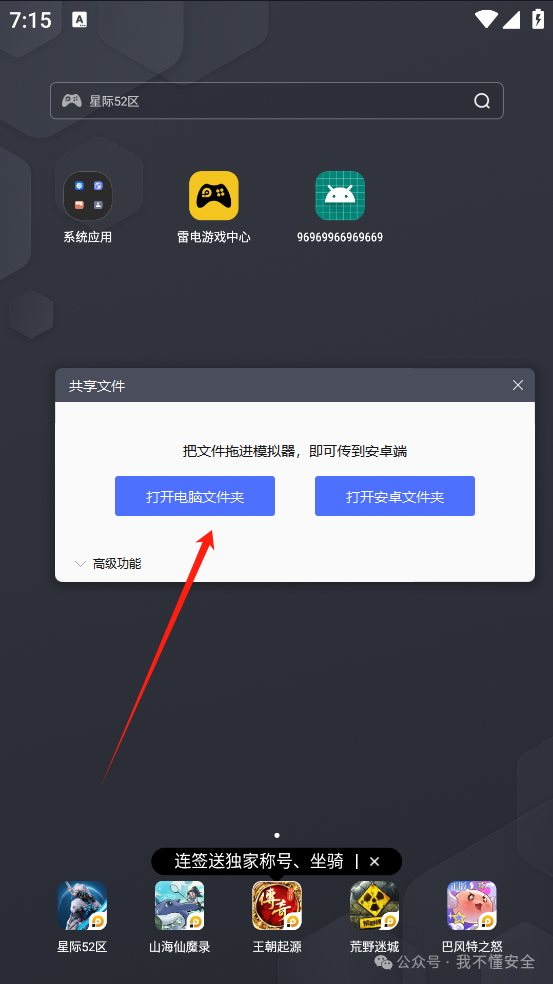 7:15
A
星际52区
系统应用
雷电游戏中心
96969966969669
共享文件
把文件拖进模拟器，即可传到安卓端
打开电脑文件夹
打开安卓文件夹
高级功能
连签送独家称号、坐骑
傳奇
正版
星际52区
山海仙魔录
王朝起源
荒野迷城
巴风特之怒
公众号 · 我不懂安全